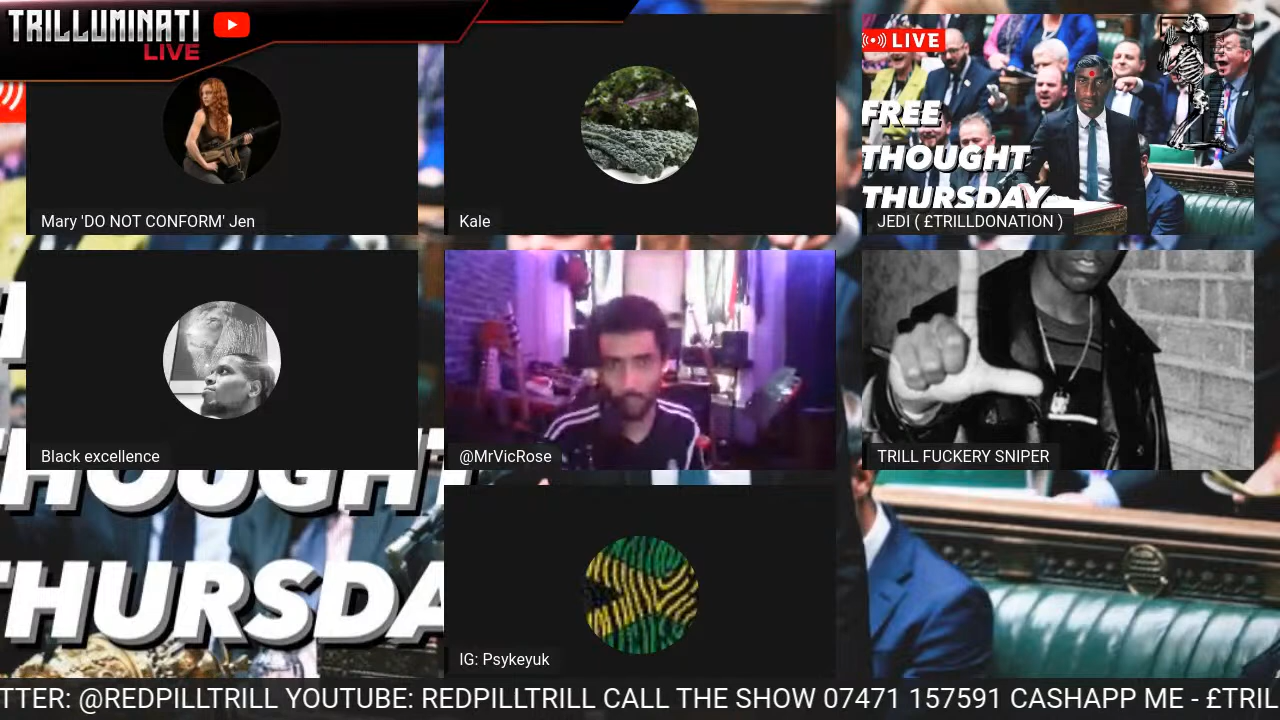 TRILLUMINATI
LIVE
LIVE
FREE
THOUGHT
THURSDAY
Mary 'DO NOT CONFORM' Jen
Kale
JEDI ( £TRILLDONATION )
Black excellence
@MrVicRose
TRILL FUCKERY SNIPER
THOUGHT
THURSDA
IG: Psykeyuk
TTER: @REDPILLTRILL YOUTUBE: REDPILLTRILL CALL THE SHOW 07471 157591 CASHAPP ME - £TRIL